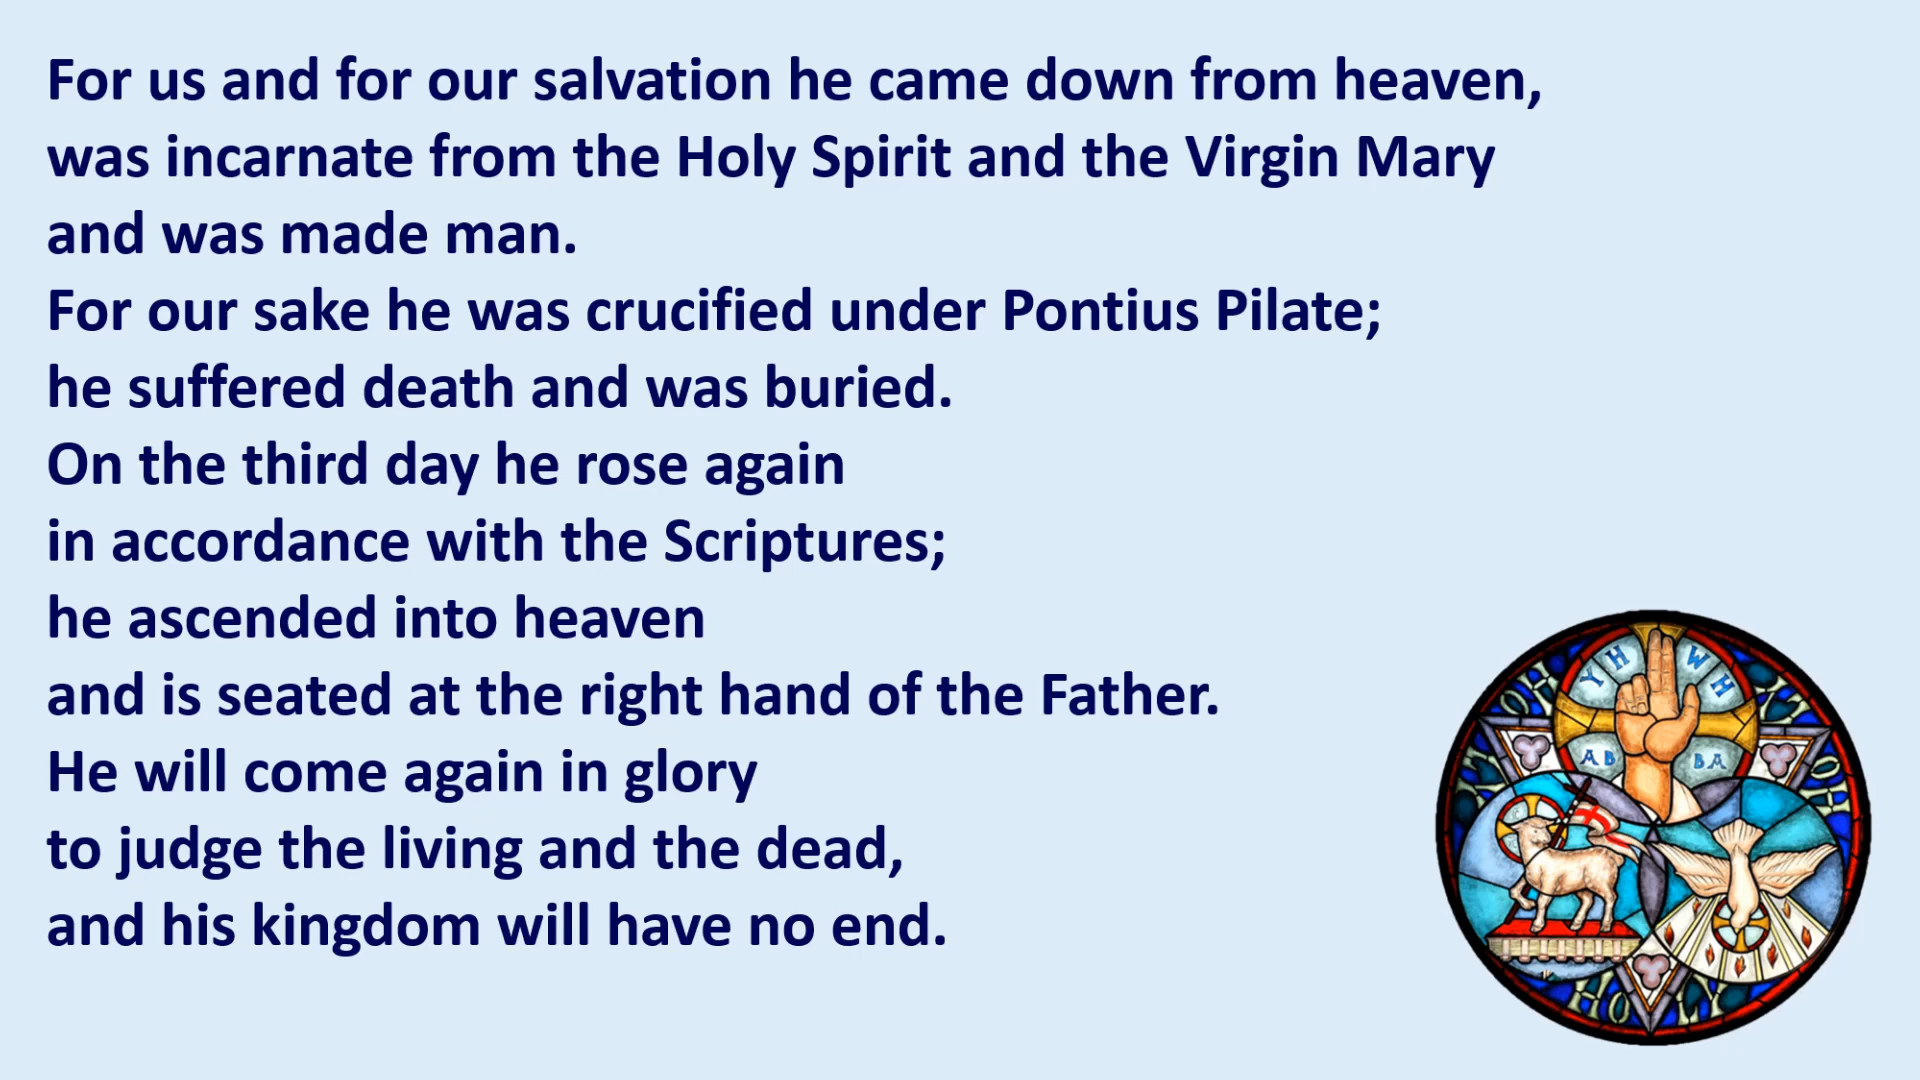 For us and for our salvation he came down from heaven,
was incarnate from the Holy Spirit and the Virgin Mary
and was made man.
For our sake he was crucified under Pontius Pilate;
he suffered death and was buried.
On the third day he rose again
in accordance with the Scriptures;
he ascended into heaven
and is seated at the right hand of the Father.
He will come again in glory
to judge the living and the dead,
and his kingdom will have no end.
YH WH
AB BA